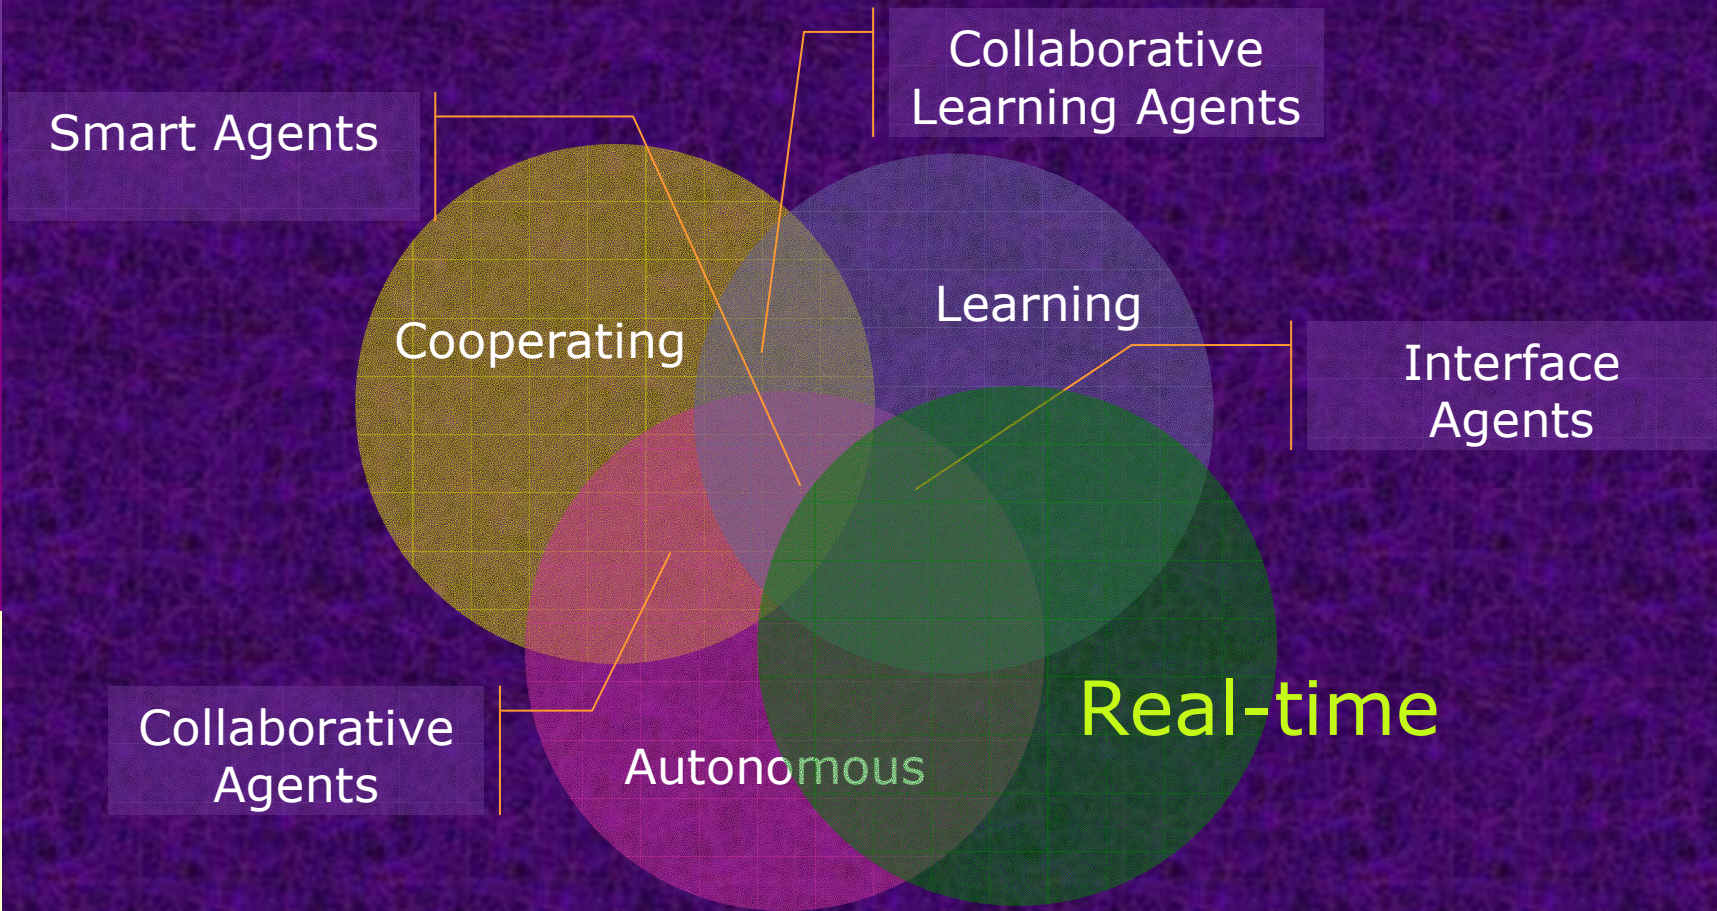 Collaborative
Learning Agents
Smart Agents
Learning
Cooperating
Interface
Agents
Real-time
Collaborative
Agents
Autonomous